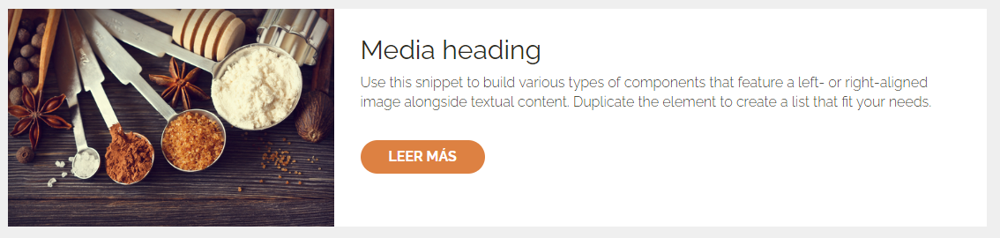 Media heading
Use this snippet to build various types of components that feature a left- or right-aligned
image alongside textual content. Duplicate the element to create a list that fit your needs.
LEER MÁS